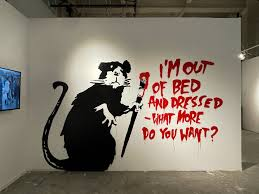 I'M OUT
OF BED
AND DRESSED
-WHAT MORE
DO YOU WANT?